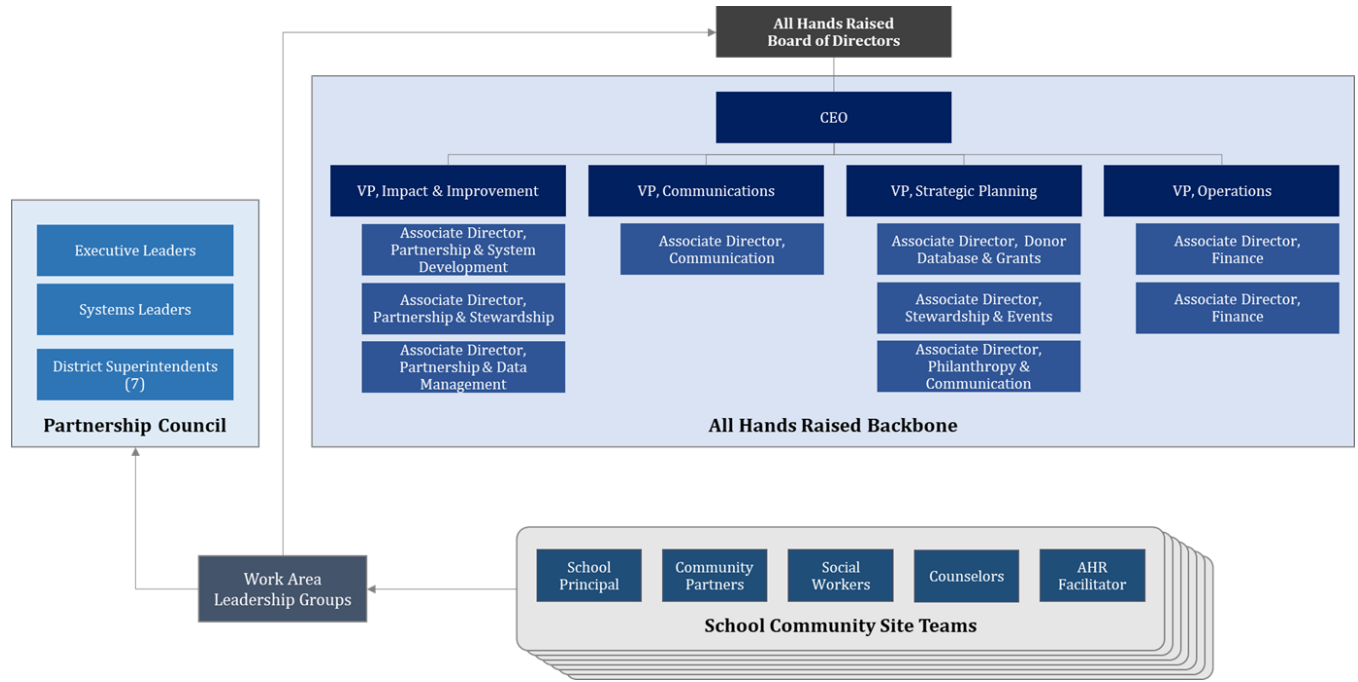 All Hands Raised
Board of Directors
CEO
VP, Impact & Improvement
VP, Communications
VP, Strategic Planning
VP, Operations
Associate Director,
Partnership & System
Development
Associate Director,
Communication
Associate Director, Donor
Database & Grants
Associate Director,
Finance
Associate Director,
Partnership & Stewardship
Associate Director,
Stewardship & Events
Associate Director,
Finance
Associate Director,
Partnership & Data
Management
Associate Director,
Philanthropy &
Communication
All Hands Raised Backbone
Executive Leaders
Systems Leaders
District Superintendents
(7)
Partnership Council
Work Area
Leadership Groups
School
Principal
Community
Partners
Social
Workers
Counselors
AHR
Facilitator
School Community Site Teams